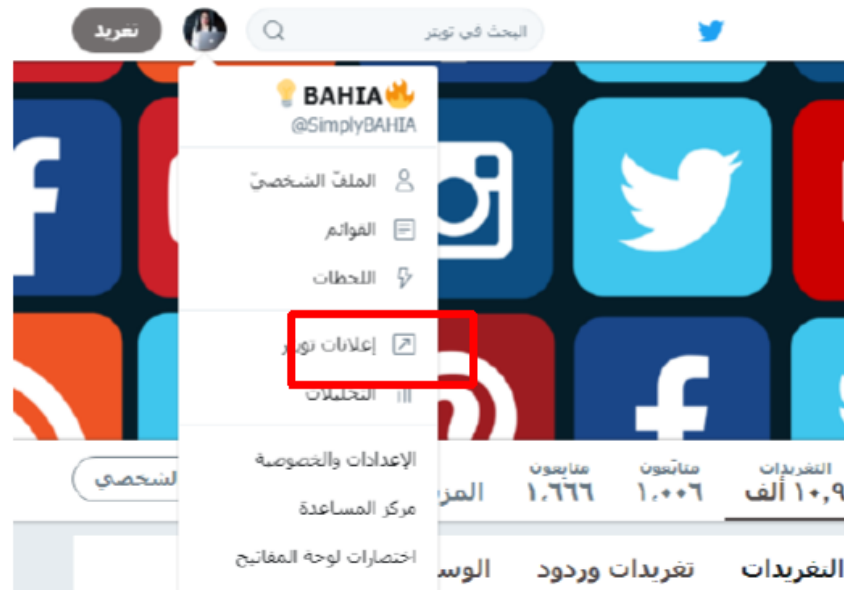 البحث في تويتر
تغريد
BAHIA
@SimplyBAHIA
الملفّ الشخصيّ
القوائم
اللحظات
إعلانات تويتر
التحليلات
الإعدادات والخصوصية
مركز المساعدة
اختصارات لوحة المفاتيح
التغريدات
متابَعون
متابِعون
١٠,٩ ألف
١,٠٠٦
١,٦٦٦
التغريدات
تغريدات وردود